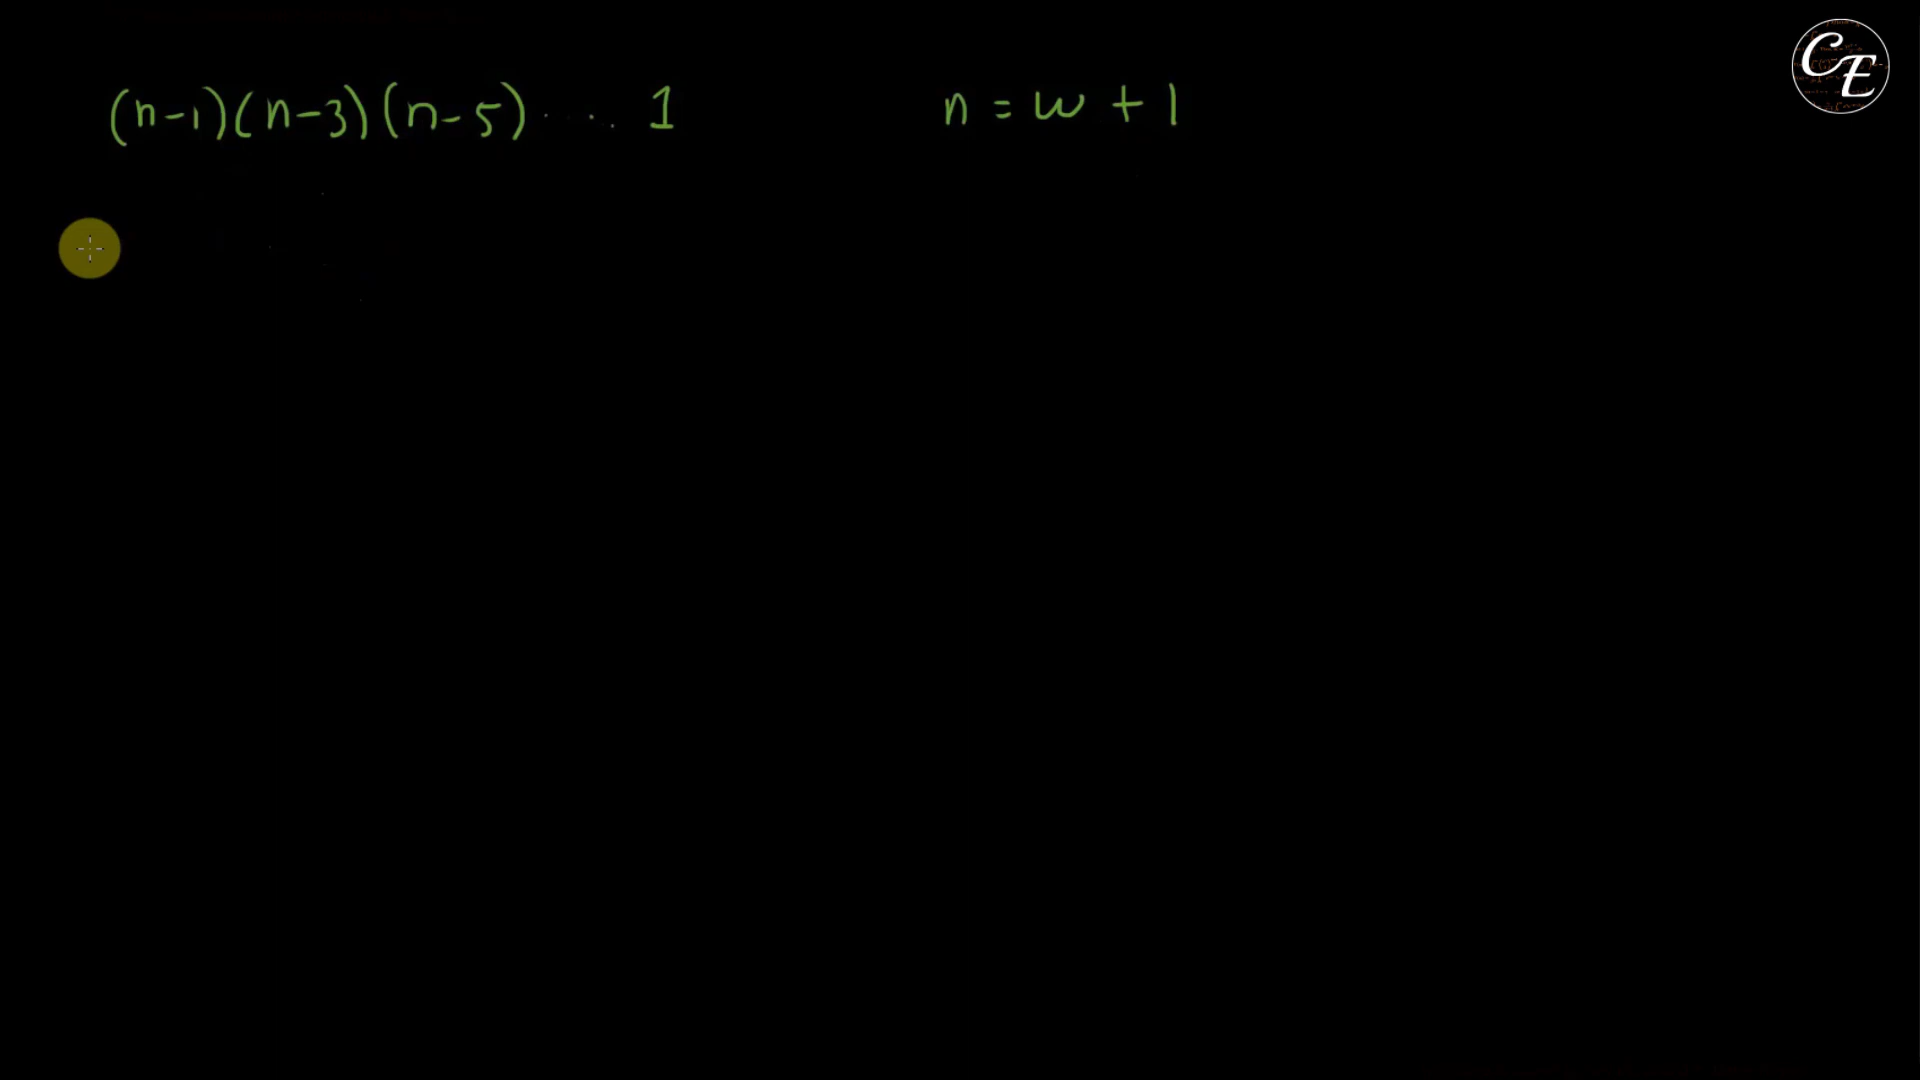 (n-1)(n-3)(n-5)..... 1
n = w + 1
CE